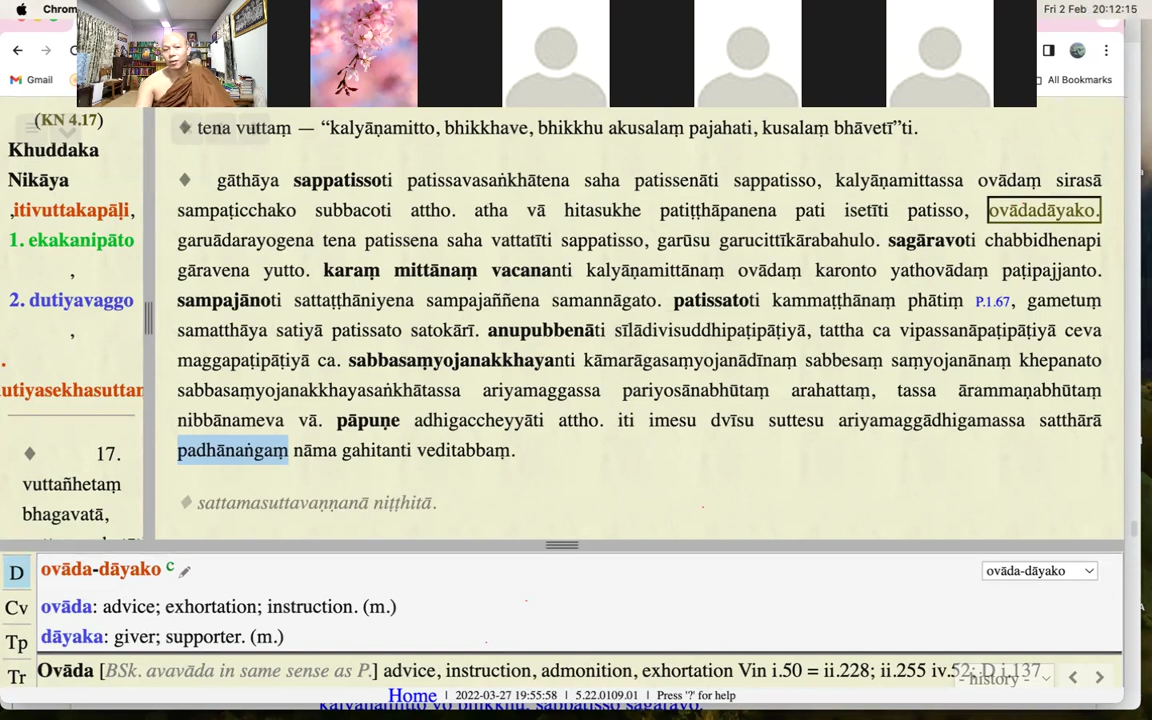 Chrom
Fri 2 Feb 20:12:15
Gmail
All Bookmarks
(KN 4.17)
Khuddaka
Nikāya
,itivuttakapāḷi,
1. ekakanipāto
,
2. dutiyavaggo
,
.
utiyasekhasuttaṃ
♦ 17.
vuttañhetaṃ
bhagavatā,
♦ tena vuttaṃ — “kalyāṇamitto, bhikkhave, bhikkhu akusalaṃ pajahati, kusalaṃ bhāvetī”ti.
♦ gāthāya sappatissoti patissavasaṅkhātena saha patissenāti sappatisso, kalyāṇamittassa ovādaṃ sirasā
sampaṭicchako subbacoti attho. atha vā hitasukhe patiṭṭhāpanena pati isetīti patisso, ovādadāyako.
garuādarayogena tena patissena saha vattatīti sappatisso, garūsu garucittīkārabahulo. sagāravoti chabbidhenapi
gāravena yutto. karaṃ mittānaṃ vacananti kalyāṇamittānaṃ ovādaṃ karonto yathovādaṃ paṭipajjanto.
sampajānoti sattaṭṭhāniyena sampajaññena samannāgato. patissatoti kammaṭṭhānaṃ phātiṃ P.1.67, gametuṃ
samatthāya satiyā patissato satokārī. anupubbenāti sīlādivisuddhipaṭipāṭiyā, tattha ca vipassanāpaṭipāṭiyā ceva
maggapaṭipāṭiyā ca. sabbasaṃyojanakkhayanti kāmarāgasaṃyojanādīnaṃ sabbesaṃ saṃyojanānaṃ khepanato
sabbasaṃyojanakkhayasaṅkhātassa ariyamaggassa pariyosānabhūtaṃ arahattaṃ, tassa ārammaṇabhūtaṃ
nibbānameva vā. pāpuṇe adhigaccheyyāti attho. iti imesu dvīsu suttesu ariyamaggādhigamassa satthārā
padhānaṅgaṃ nāma gahitanti veditabbaṃ.
♦ sattamasuttavaṇṇanā niṭṭhitā.
D
Cv
Tp
Tr
ovāda-dāyako c
ovāda-dāyako
ovāda: advice; exhortation; instruction. (m.)
dāyaka: giver; supporter. (m.)
Ovāda [BSk. avavāda in same sense as P.] advice, instruction, admonition, exhortation Vin i.50 = ii.228; ii.255 iv.52; D i.137
- history -
Home | 2022-03-27 19:55:58 | 5.22.0109.01 | Press '?' for help